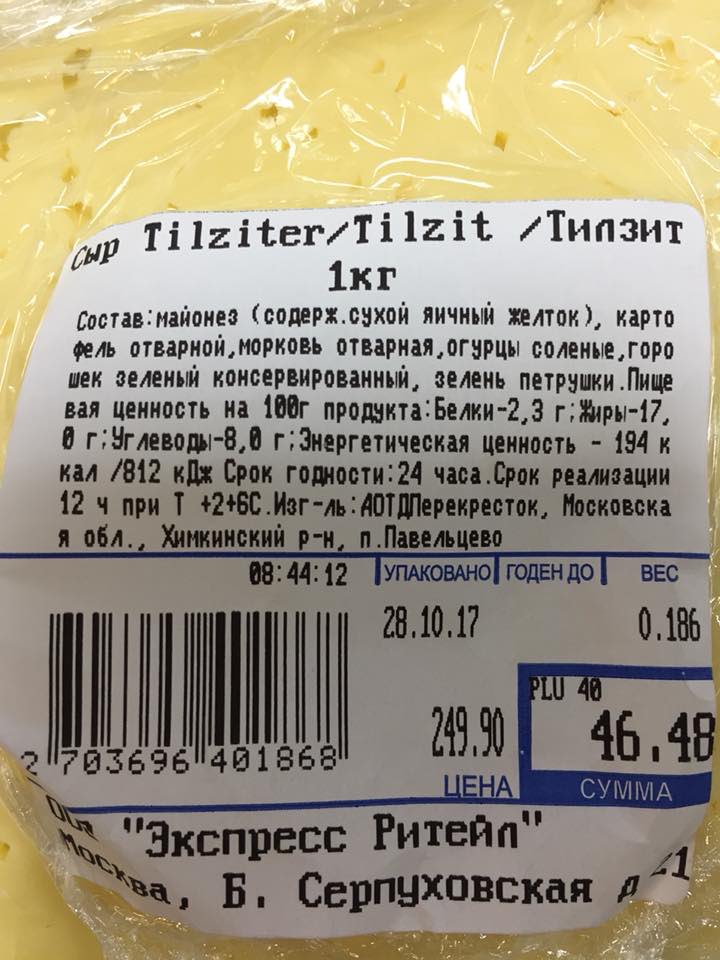 Сыр Tilziter/Tilzit /Тилзит
1кг
Состав:майонез (содерж.сухой яичный желток), карто
фель отварной,морковь отварная,огурцы соленые,горо
шек зеленый консервированный, зелень петрушки.Пище
вая ценность на 100г продукта:Белки-2,3 г;Жиры-17,
0 г;Углеводы-8,0 г;Энергетическая ценность - 194 к
кал /812 кДж Срок годности:24 часа.Срок реализации
12 ч при Т +2+6С.Изг-ль:АОТДПерекресток, Московска
я обл., Химкинский р-н, п.Павельцево
08:44:12 УПАКОВАНО ГОДЕН ДО ВЕС
28.10.17 0.186
PLU 40
249.90 46.48
2 703696 401868
ЦЕНА СУММА
"Экспресс Ритейл"
Москва, Б. Серпуховская д 21